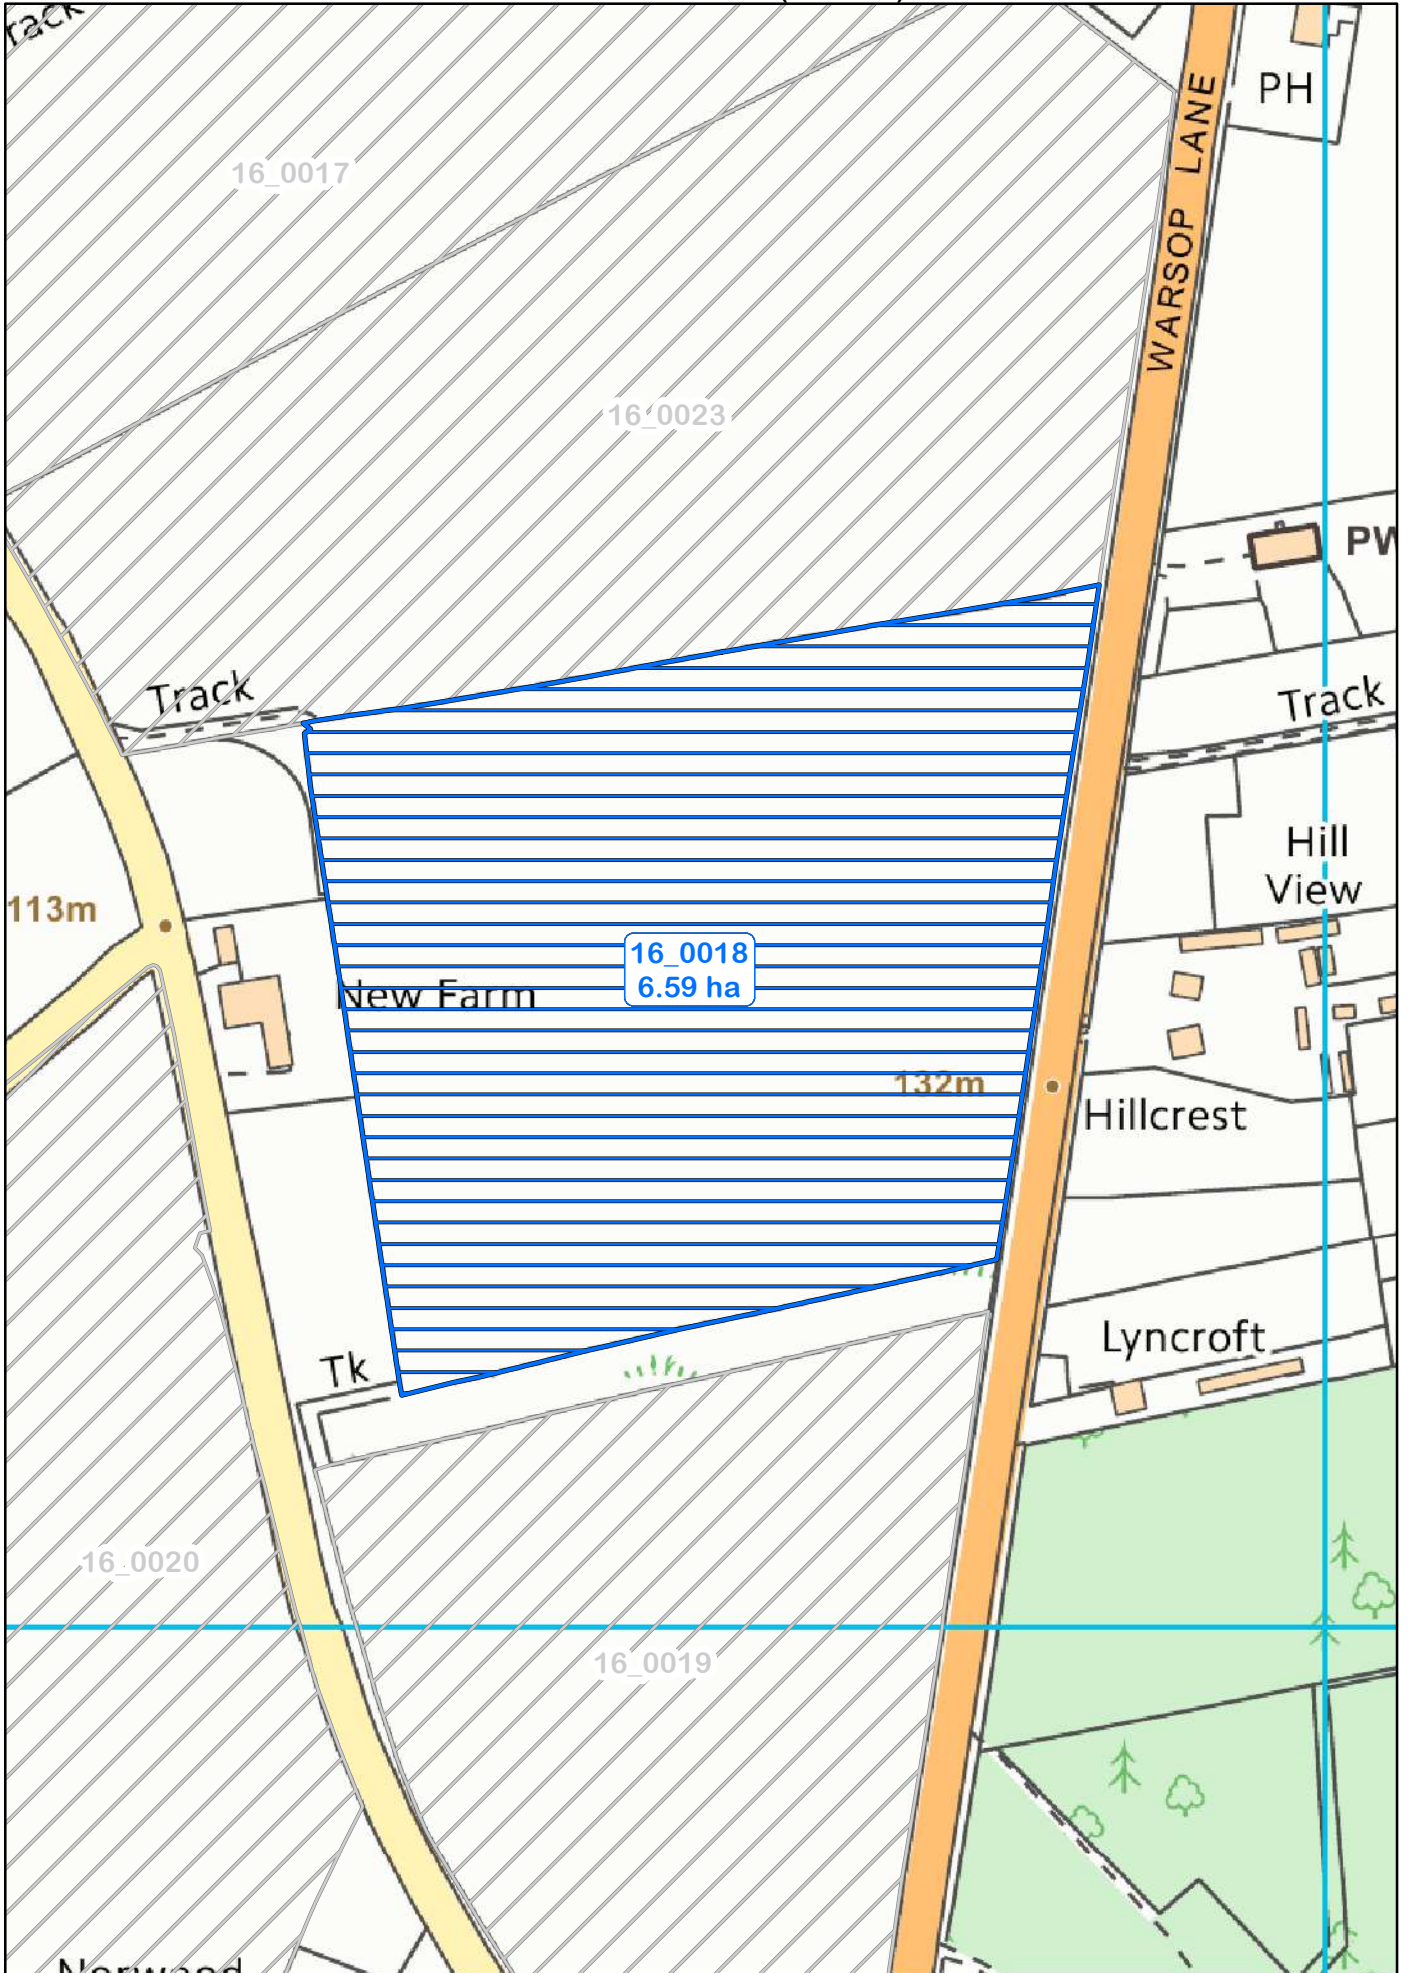 PH
WARSOP LANE
16_0017
16_0023
PW
Track
Track
Hill
View
113m
16_0018
6.59 ha
New Farm
132m
Hillcrest
Lyncroft
Tk
16_0020
16_0019
Norwood